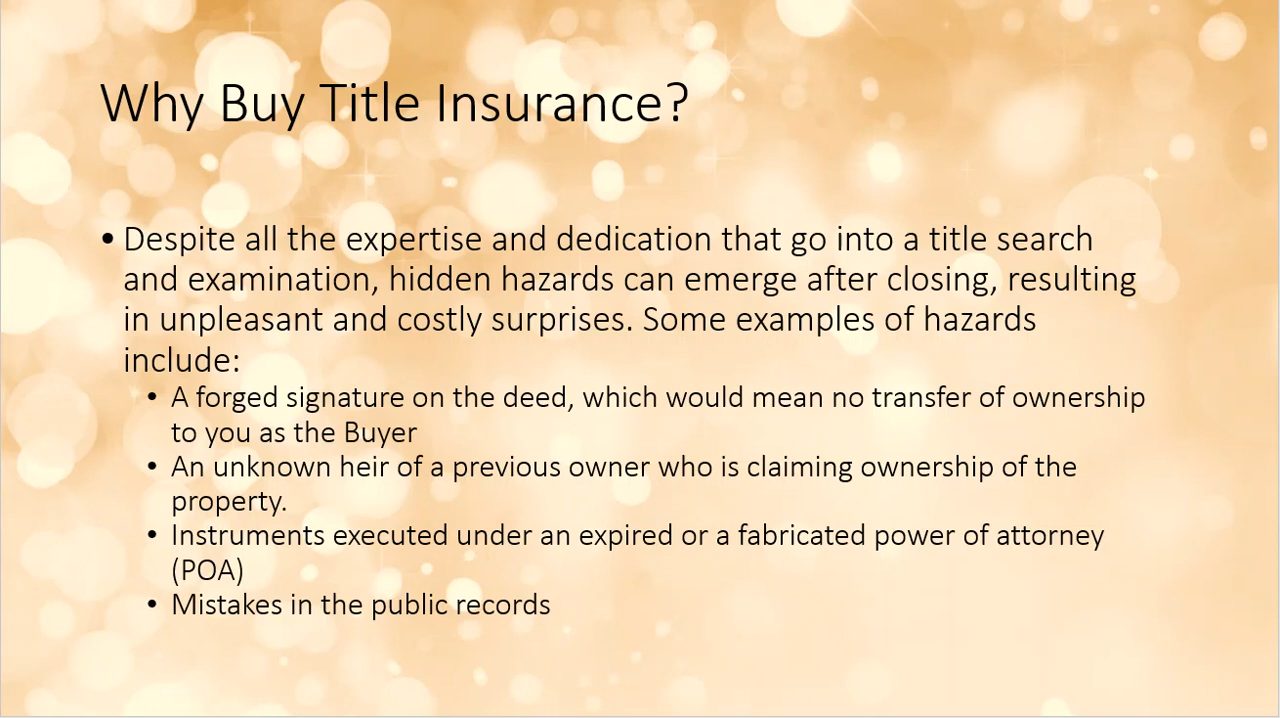 Why Buy Title Insurance?
• Despite all the expertise and dedication that go into a title search
and examination, hidden hazards can emerge after closing, resulting
in unpleasant and costly surprises. Some examples of hazards
include:
• A forged signature on the deed, which would mean no transfer of ownership
to you as the Buyer
• An unknown heir of a previous owner who is claiming ownership of the
property.
• Instruments executed under an expired or a fabricated power of attorney
(POA)
• Mistakes in the public records